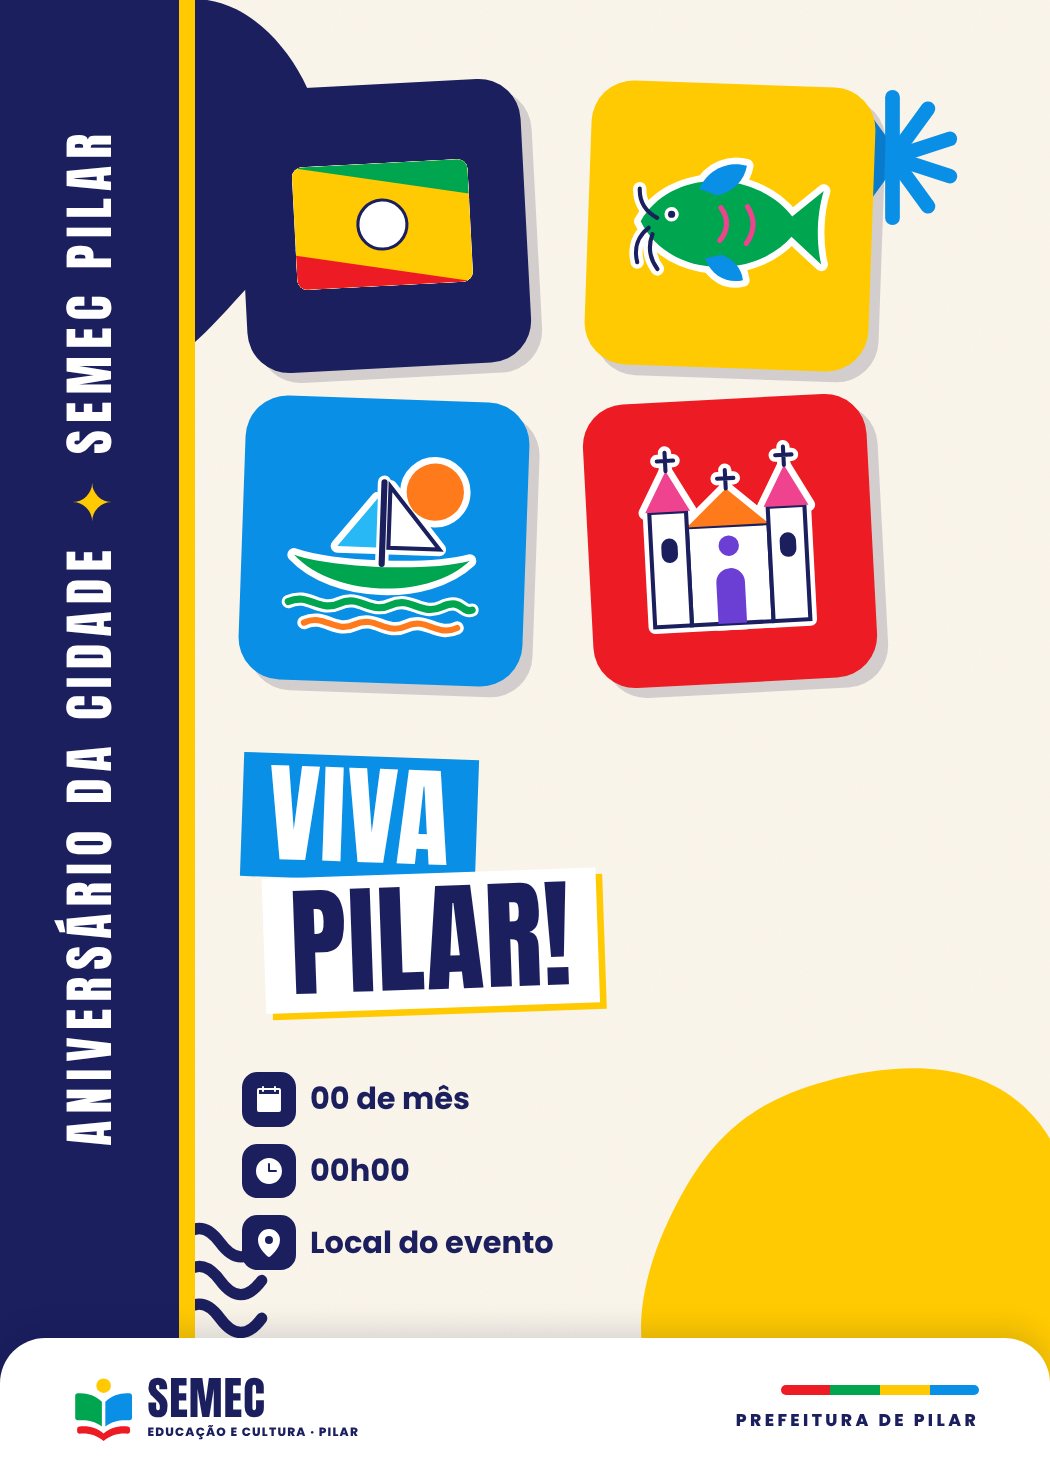 ANIVERSÁRIO DA CIDADE ✦ SEMEC PILAR
VIVA
PILAR!
00 de mês
00h00
Local do evento
SEMEC
EDUCAÇÃO E CULTURA · PILAR
PREFEITURA DE PILAR